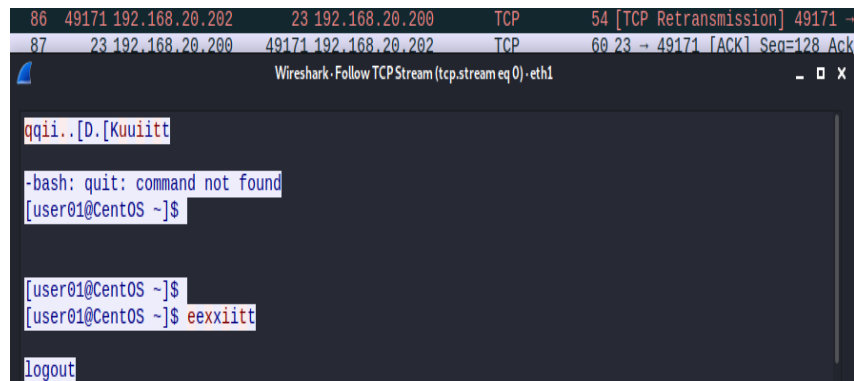 86 49171 192.168.20.202 23 192.168.20.200 TCP 54 [TCP Retransmission] 49171 →
87 23 192.168.20.200 49171 192.168.20.202 TCP 60 23 → 49171 [ACK] Seq=128 Ack
Wireshark · Follow TCP Stream (tcp.stream eq 0) · eth1
qqii..[D.[Kuuiitt
-bash: quit: command not found
[user01@CentOS ~]$
[user01@CentOS ~]$
[user01@CentOS ~]$ eexxiitt
logout